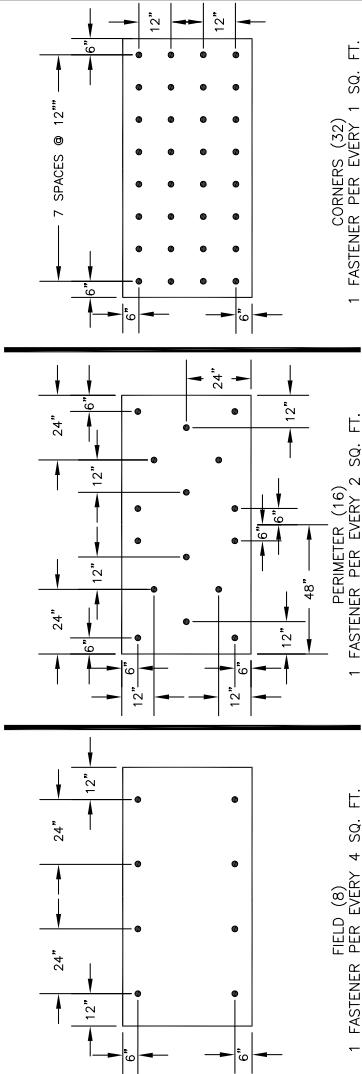 24" 24"
12" 12"
6"
6"
FIELD (8)
1 FASTENER PER EVERY 4 SQ. FT.
24" 24"
6" 12" 12" 6"
6"
12"
24"
6"
12"
12" 6" 6" 12"
48"
PERIMETER (16)
1 FASTENER PER EVERY 2 SQ. FT.
7 SPACES @ 12""
6" 6"
6"
12"
12"
6"
CORNERS (32)
1 FASTENER PER EVERY 1 SQ. FT.